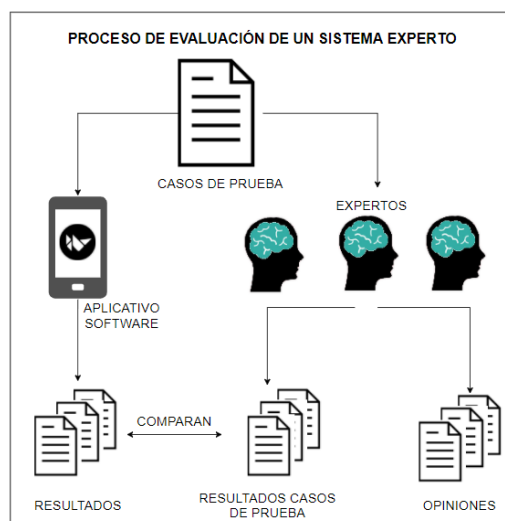 PROCESO DE EVALUACIÓN DE UN SISTEMA EXPERTO
CASOS DE PRUEBA
EXPERTOS
APLICATIVO
SOFTWARE
COMPARAN
RESULTADOS
RESULTADOS CASOS
DE PRUEBA
OPINIONES